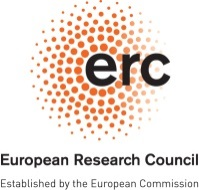 erc
European Research Council
Established by the European Commission